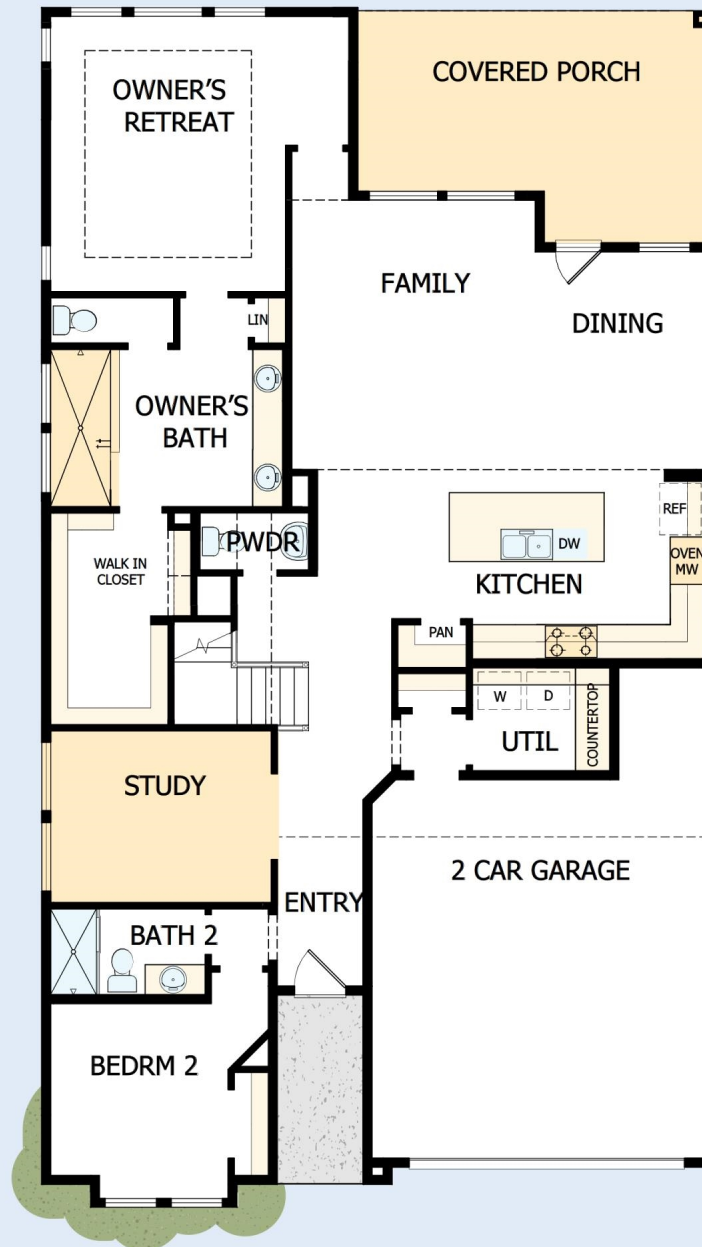 OWNER'S
RETREAT
COVERED PORCH
FAMILY
DINING
LIN
OWNER'S
BATH
REF
DW
OVEN
MW
PWDR
WALK IN
CLOSET
KITCHEN
PAN
W
D
COUNTERTOP
UTIL
STUDY
2 CAR GARAGE
ENTRY
BATH 2
BEDRM 2